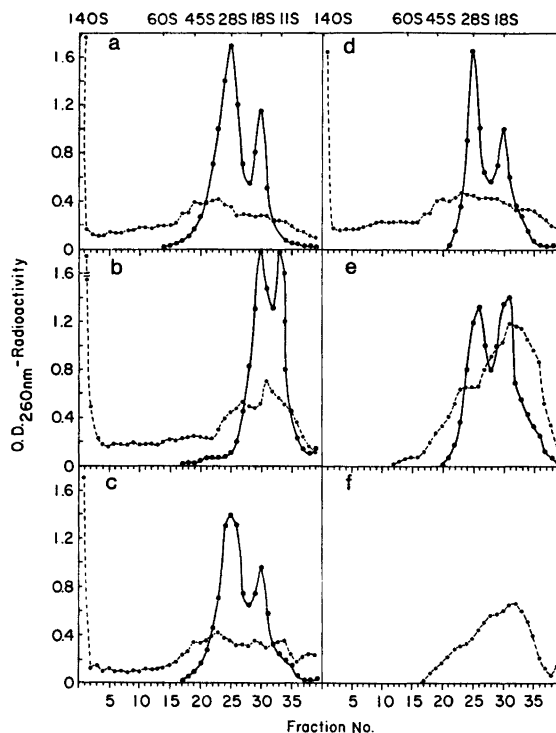 140S 60S 45S 28S 18S 11S
140S 60S 45S 28S 18S
a
d
1.6
1.2
0.8
0.4
0
b
e
1.6
1.2
0.8
0.4
0
c
f
1.6
1.2
0.8
0.4
0
5 10 15 20 25 30 35
5 10 15 20 25 30 35
O.D.260nm-Radioactivity
Fraction No.